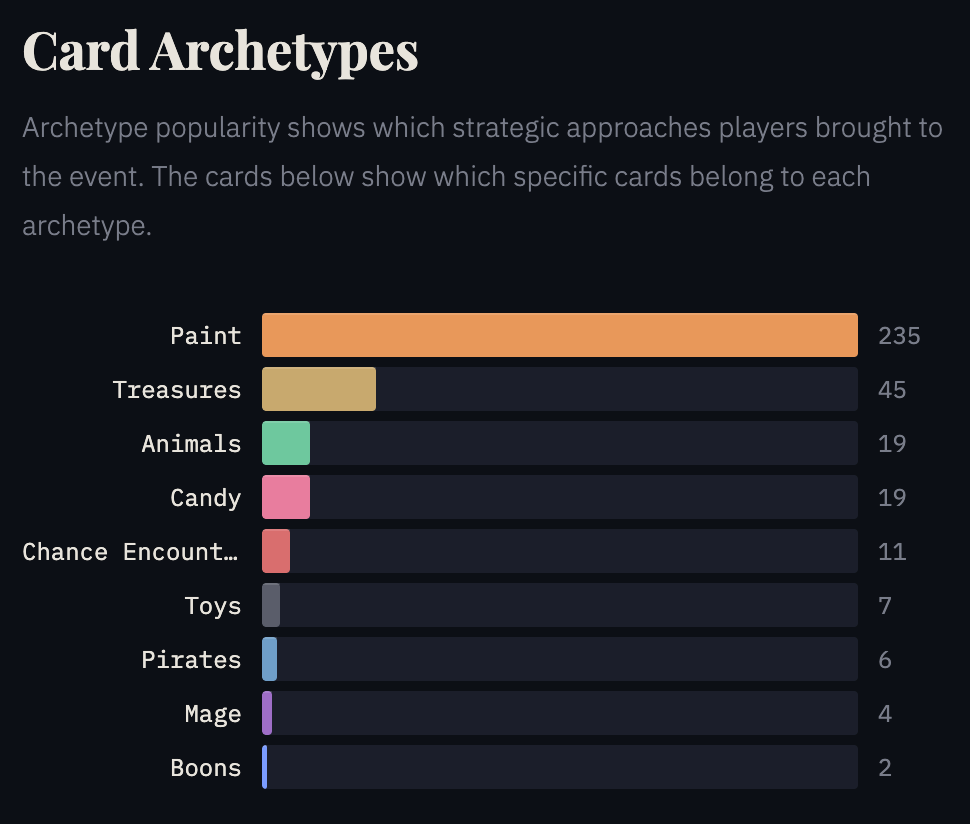 Card Archetypes
Archetype popularity shows which strategic approaches players brought to
the event. The cards below show which specific cards belong to each
archetype.
Paint 235
Treasures 45
Animals 19
Candy 19
Chance Encount… 11
Toys 7
Pirates 6
Mage 4
Boons 2